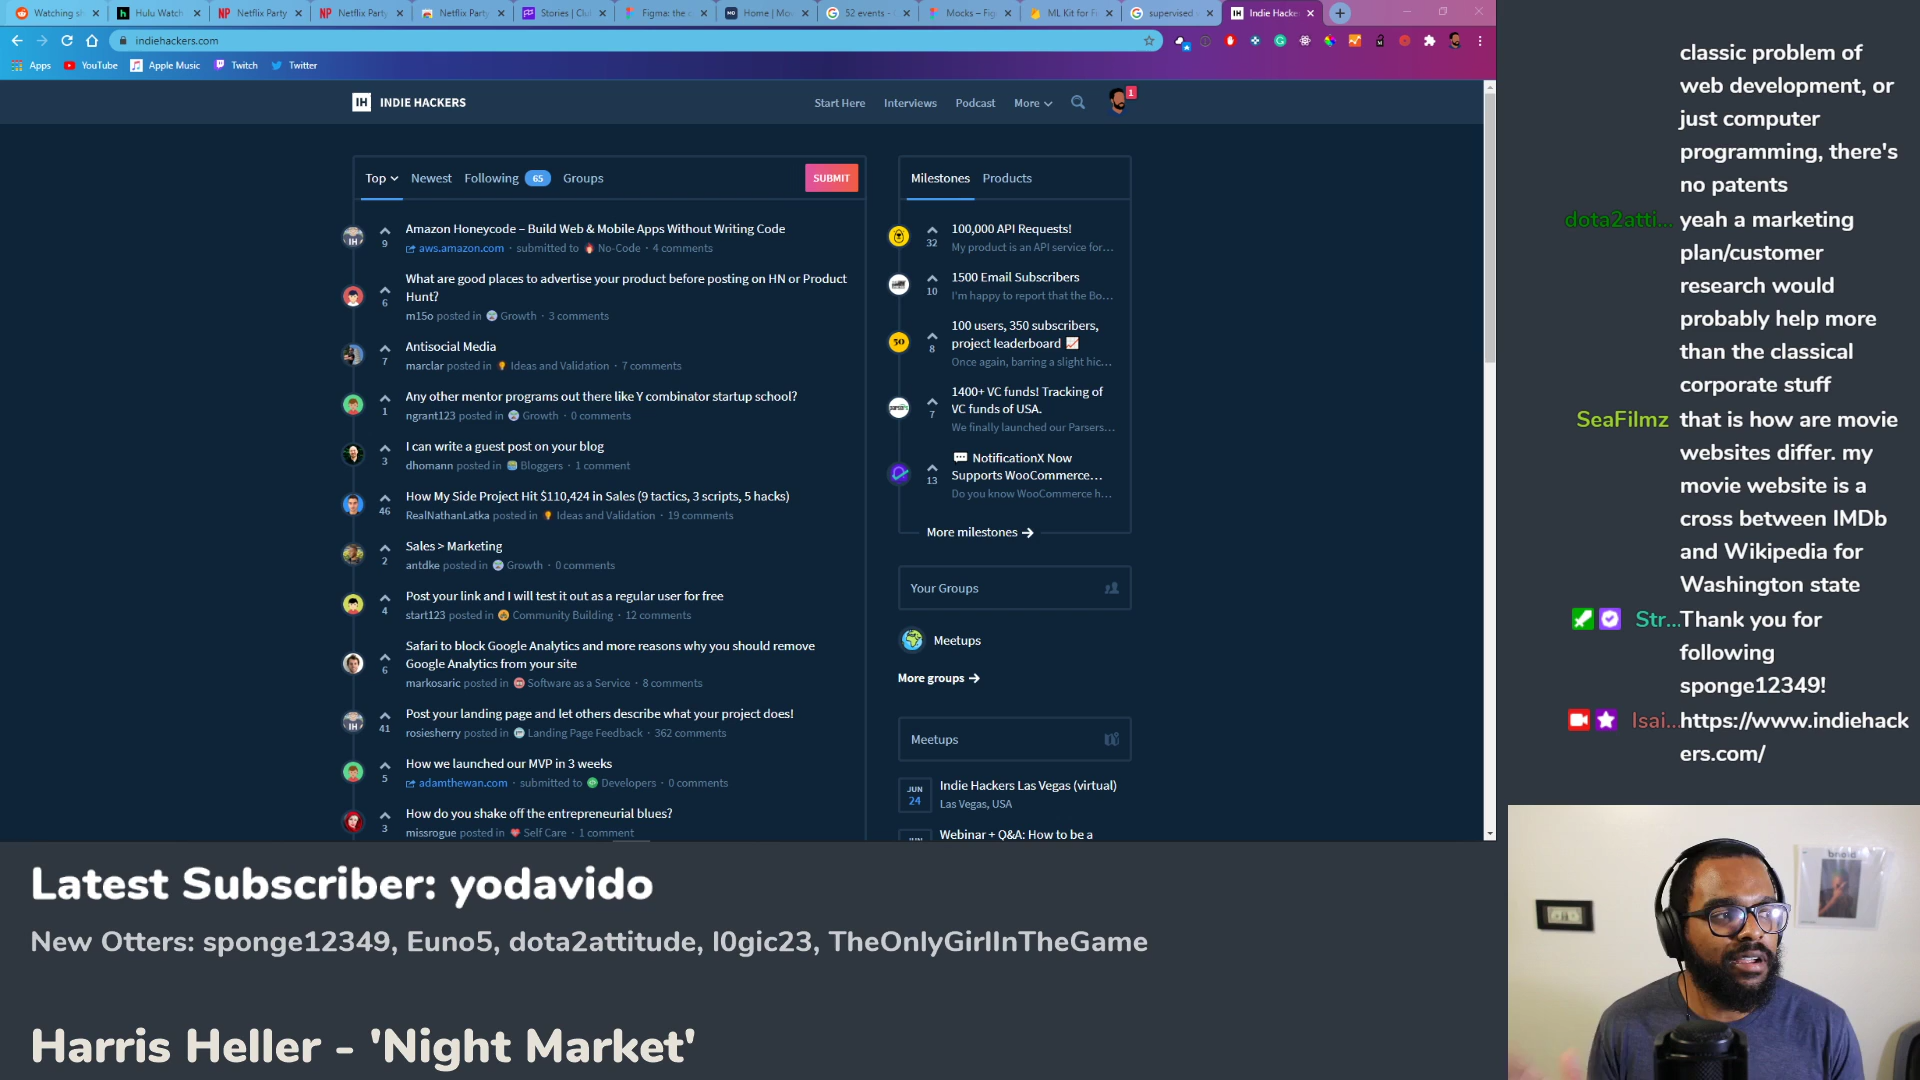 Watching s
Hulu Watch
Netflix Party
Netflix Party
Netflix Party
Stories | Clu
Figma: the c
Home | Mo
52 events -
Mocks – Fig
ML Kit for Fi
supervised
Indie Hacke
indiehackers.com
Apps
YouTube
Apple Music
Twitch
Twitter
IH INDIE HACKERS
Start Here
Interviews
Podcast
More
1
Top
Newest
Following 65
Groups
SUBMIT
Amazon Honeycode – Build Web & Mobile Apps Without Writing Code
9
aws.amazon.com · submitted to No-Code · 4 comments
What are good places to advertise your product before posting on HN or Product
Hunt?
6
m15o posted in Growth · 3 comments
Antisocial Media
7
marclar posted in Ideas and Validation · 7 comments
Any other mentor programs out there like Y combinator startup school?
1
ngrant123 posted in Growth · 0 comments
I can write a guest post on your blog
3
dhomann posted in Bloggers · 1 comment
How My Side Project Hit $110,424 in Sales (9 tactics, 3 scripts, 5 hacks)
46
RealNathanLatka posted in Ideas and Validation · 19 comments
Sales > Marketing
2
antdke posted in Growth · 0 comments
Post your link and I will test it out as a regular user for free
4
start123 posted in Community Building · 12 comments
Safari to block Google Analytics and more reasons why you should remove
Google Analytics from your site
6
markosaric posted in Software as a Service · 8 comments
Post your landing page and let others describe what your project does!
41
rosiesherry posted in Landing Page Feedback · 362 comments
How we launched our MVP in 3 weeks
5
adamthewan.com · submitted to Developers · 0 comments
How do you shake off the entrepreneurial blues?
3
missrogue posted in Self Care · 1 comment
Milestones
Products
100,000 API Requests!
32
My product is an API service for...
1500 Email Subscribers
10
I'm happy to report that the Bo...
100 users, 350 subscribers,
project leaderboard
8
Once again, barring a slight hic...
1400+ VC funds! Tracking of
VC funds of USA.
7
We finally launched our Parsers...
NotificationX Now
Supports WooCommerce...
13
Do you know WooCommerce h...
More milestones →
Your Groups
Meetups
More groups →
Meetups
JUN
24
Indie Hackers Las Vegas (virtual)
Las Vegas, USA
Webinar + Q&A: How to be a
classic problem of
web development, or
just computer
programming, there's
no patents
dota2atti... yeah a marketing
plan/customer
research would
probably help more
than the classical
corporate stuff
SeaFilmz that is how are movie
websites differ. my
movie website is a
cross between IMDb
and Wikipedia for
Washington state
Str...Thank you for
following
sponge12349!
Isai...https://www.indiehack
ers.com/
Latest Subscriber: yodavido
New Otters: sponge12349, Euno5, dota2attitude, l0gic23, TheOnlyGirlInTheGame
Harris Heller - 'Night Market'